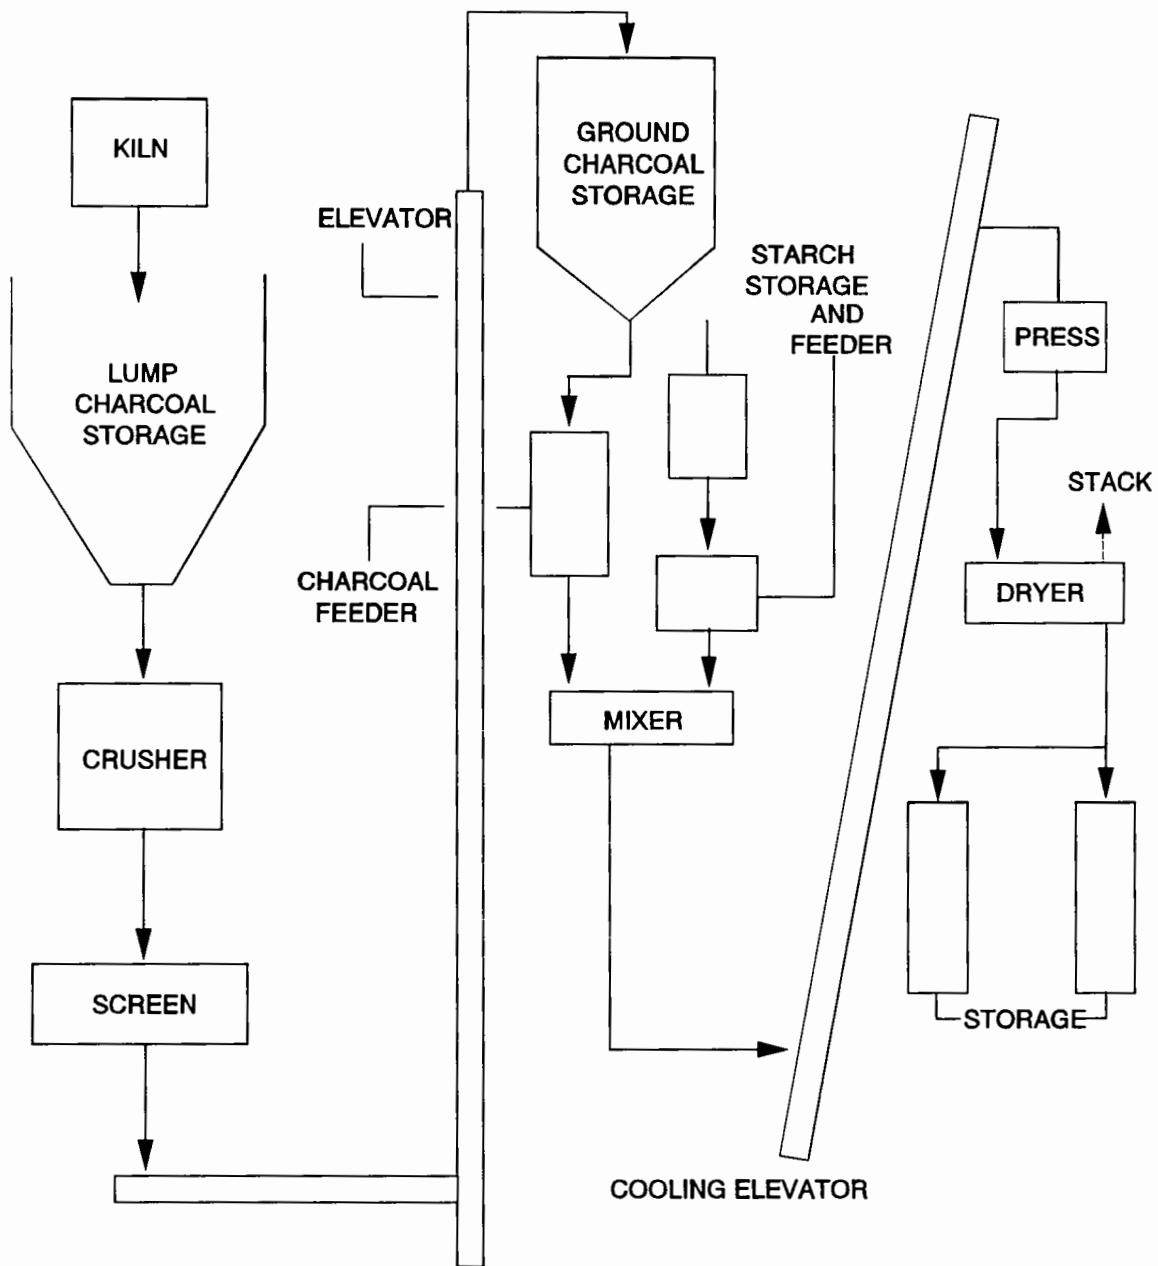 KILN
LUMP
CHARCOAL
STORAGE
CRUSHER
SCREEN
ELEVATOR
CHARCOAL
FEEDER
GROUND
CHARCOAL
STORAGE
STARCH
STORAGE
AND
FEEDER
MIXER
COOLING ELEVATOR
PRESS
STACK
DRYER
STORAGE